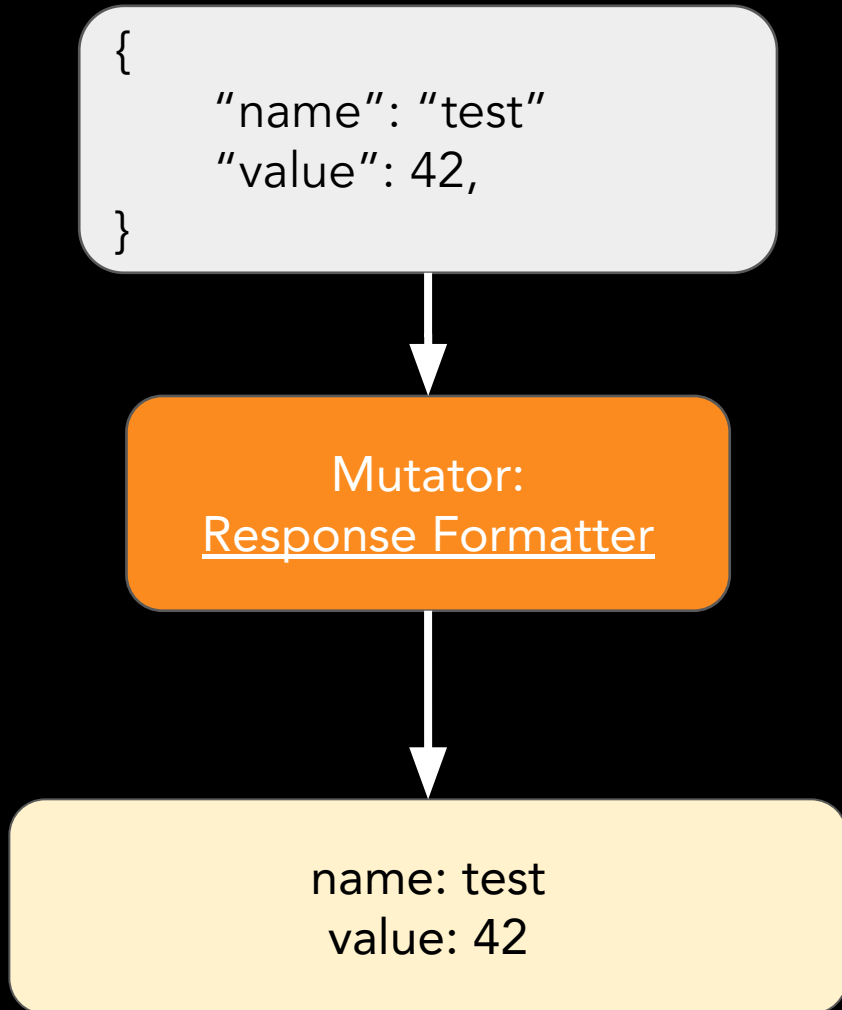 {
“name”: “test”
“value”: 42,
}
Mutator:
Response Formatter
name: test
value: 42